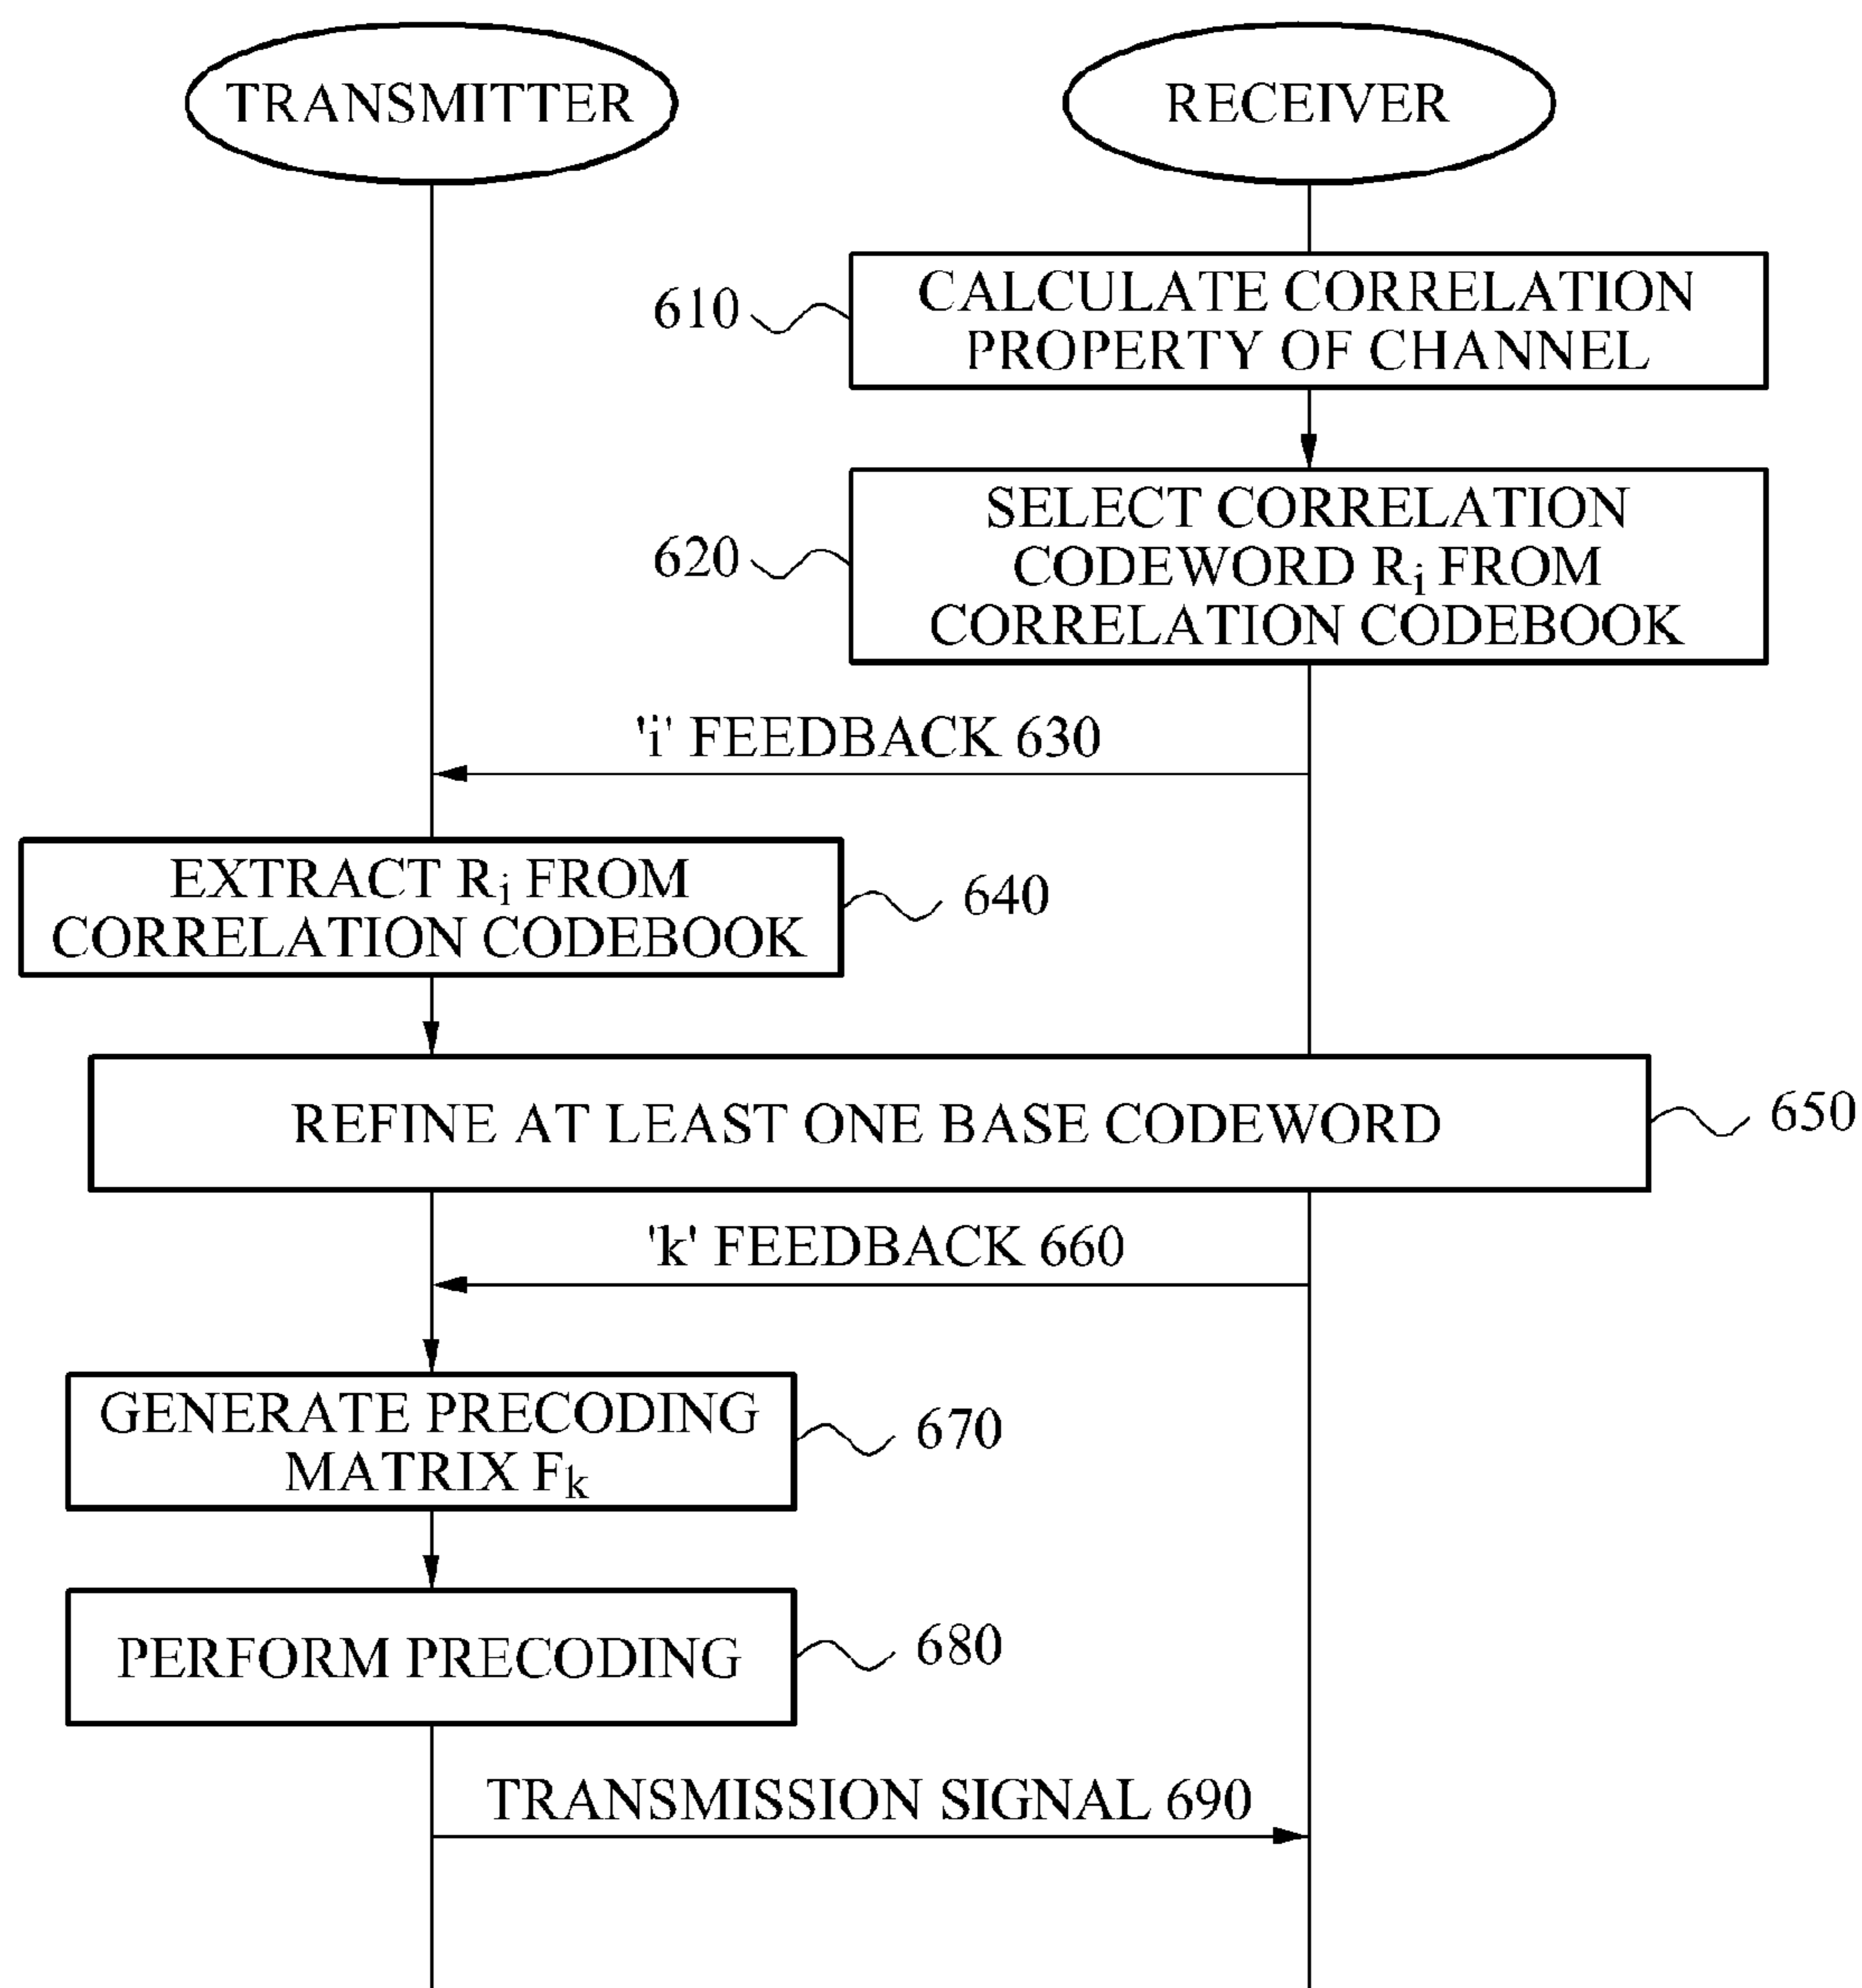 TRANSMITTER
RECEIVER
610
CALCULATE CORRELATION
PROPERTY OF CHANNEL
620
SELECT CORRELATION
CODEWORD Ri FROM
CORRELATION CODEBOOK
'i' FEEDBACK 630
EXTRACT Ri FROM
CORRELATION CODEBOOK
640
REFINE AT LEAST ONE BASE CODEWORD
650
'k' FEEDBACK 660
GENERATE PRECODING
MATRIX Fk
670
PERFORM PRECODING
680
TRANSMISSION SIGNAL 690